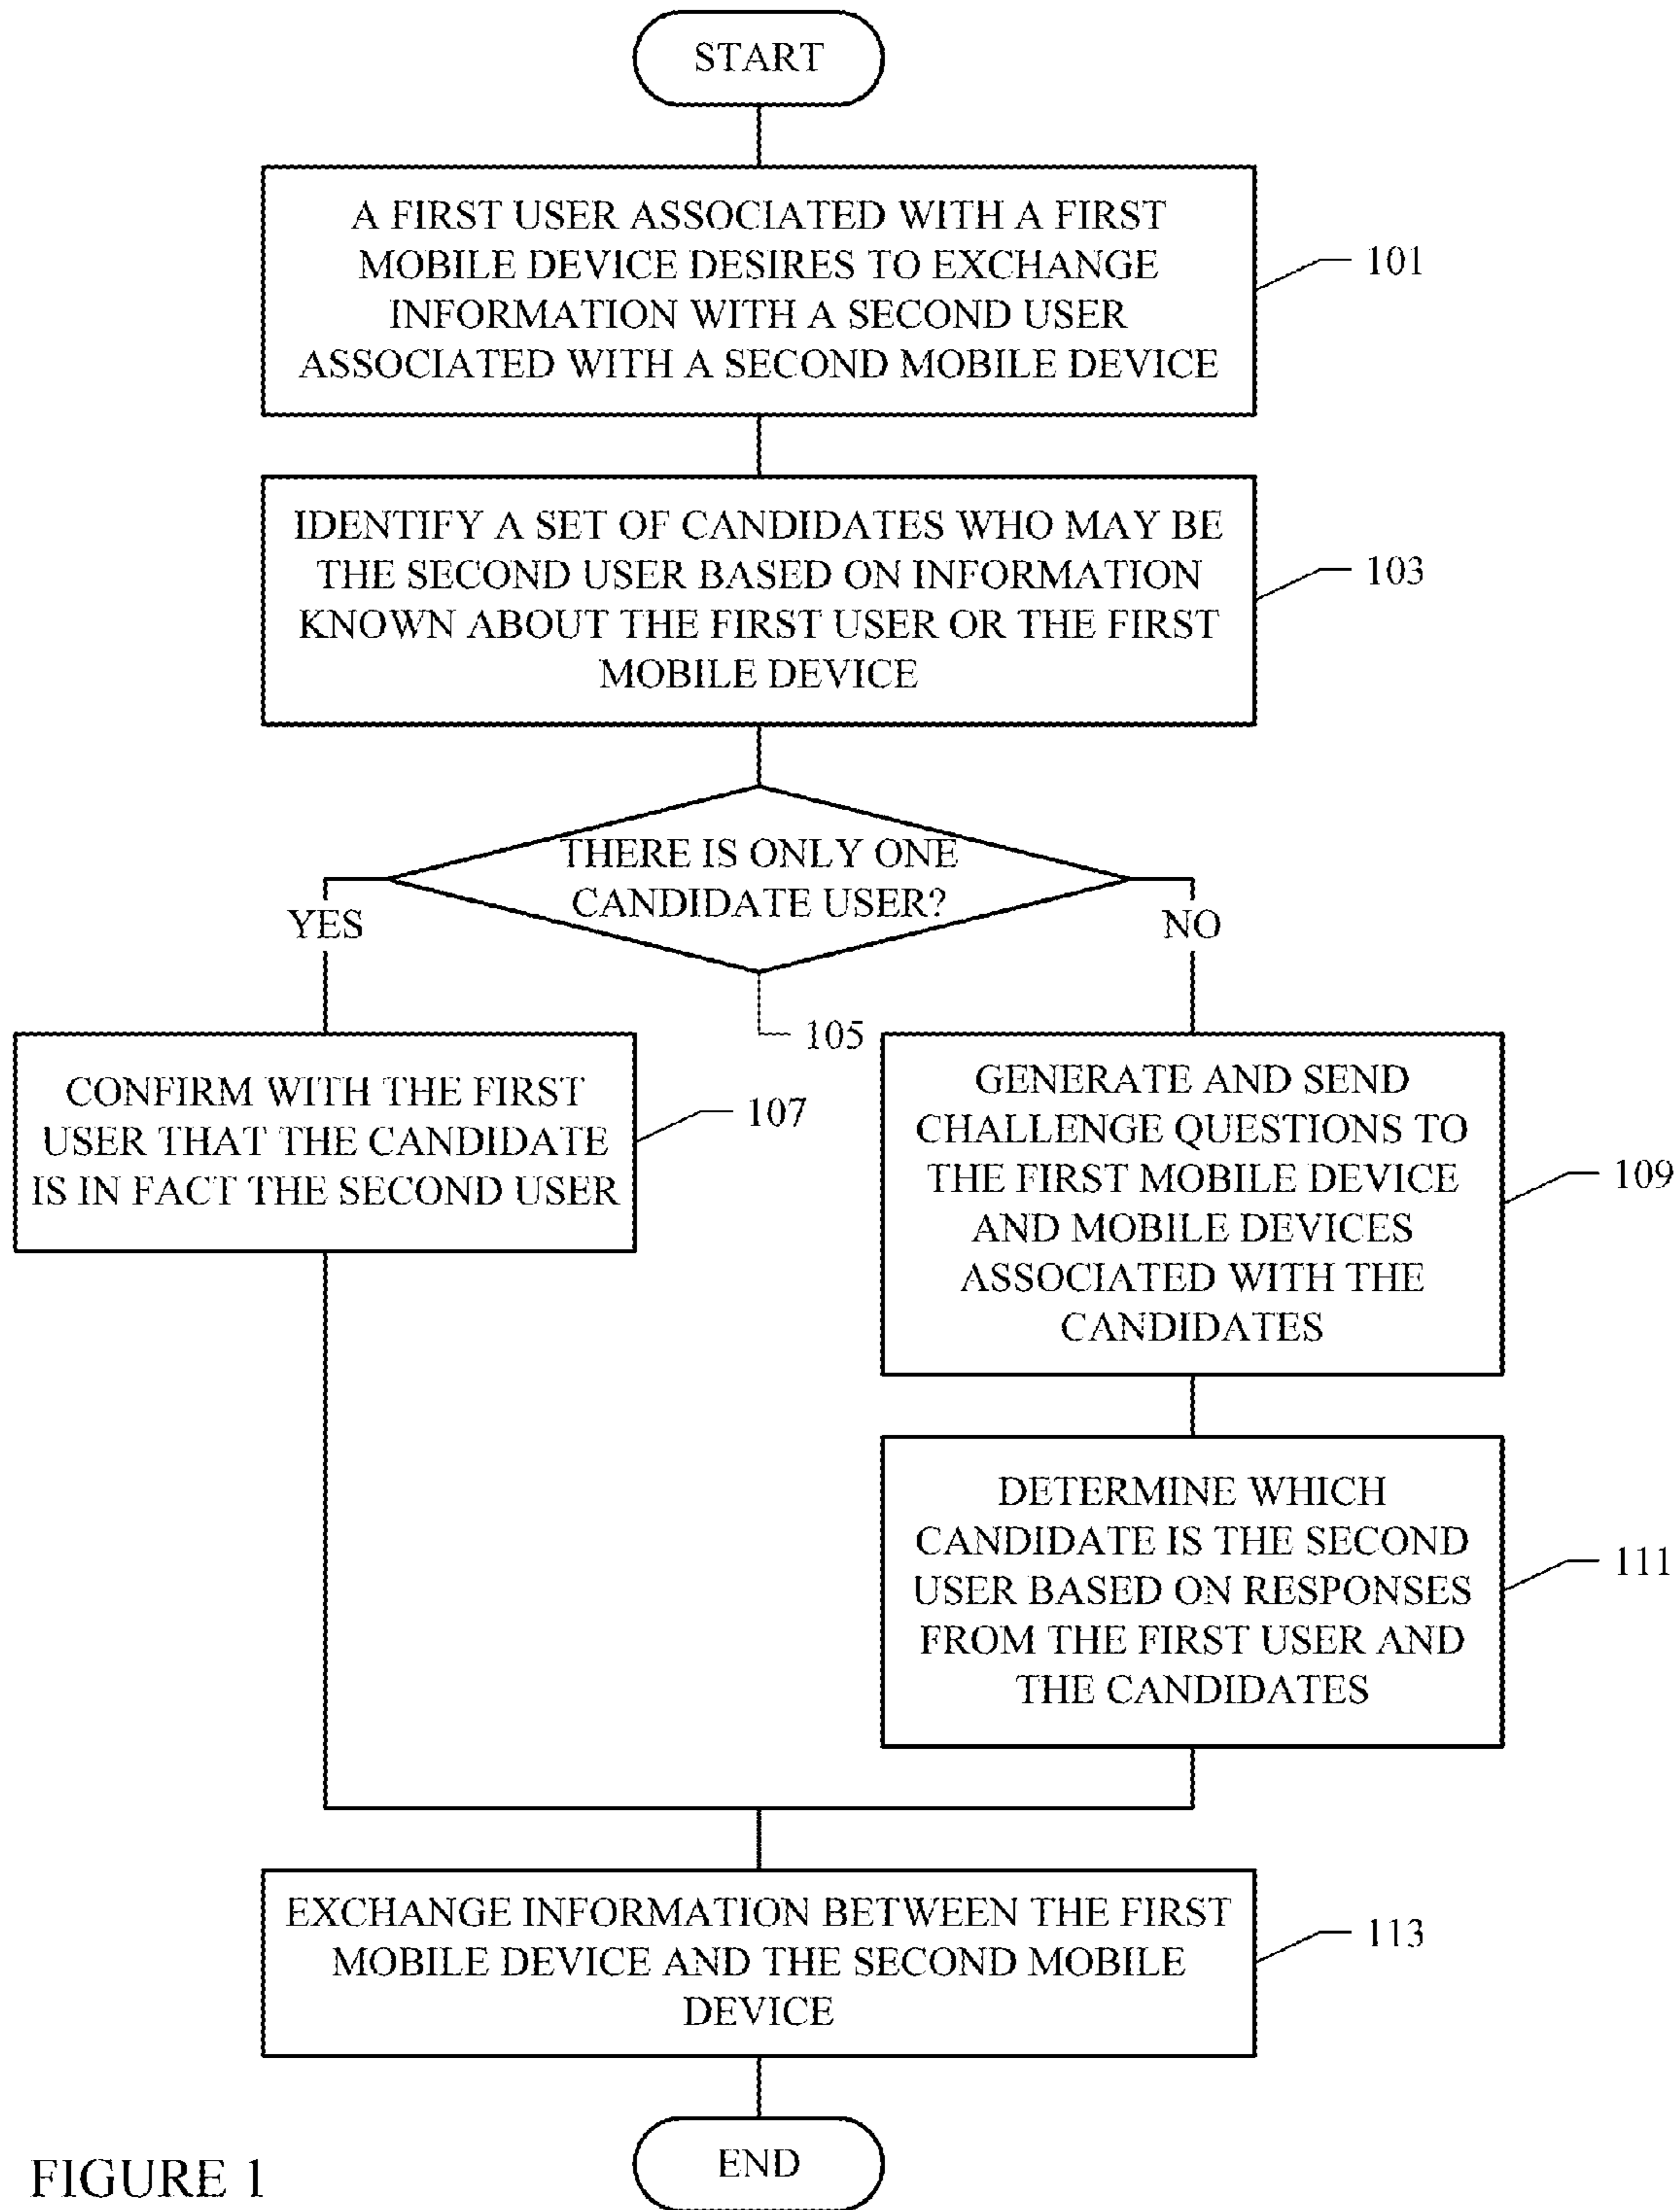 START
A FIRST USER ASSOCIATED WITH A FIRST
MOBILE DEVICE DESIRES TO EXCHANGE
INFORMATION WITH A SECOND USER
ASSOCIATED WITH A SECOND MOBILE DEVICE
101
IDENTIFY A SET OF CANDIDATES WHO MAY BE
THE SECOND USER BASED ON INFORMATION
KNOWN ABOUT THE FIRST USER OR THE FIRST
MOBILE DEVICE
103
THERE IS ONLY ONE
CANDIDATE USER?
YES
NO
105
CONFIRM WITH THE FIRST
USER THAT THE CANDIDATE
IS IN FACT THE SECOND USER
107
GENERATE AND SEND
CHALLENGE QUESTIONS TO
THE FIRST MOBILE DEVICE
AND MOBILE DEVICES
ASSOCIATED WITH THE
CANDIDATES
109
DETERMINE WHICH
CANDIDATE IS THE SECOND
USER BASED ON RESPONSES
FROM THE FIRST USER AND
THE CANDIDATES
111
EXCHANGE INFORMATION BETWEEN THE FIRST
MOBILE DEVICE AND THE SECOND MOBILE
DEVICE
113
END
FIGURE 1